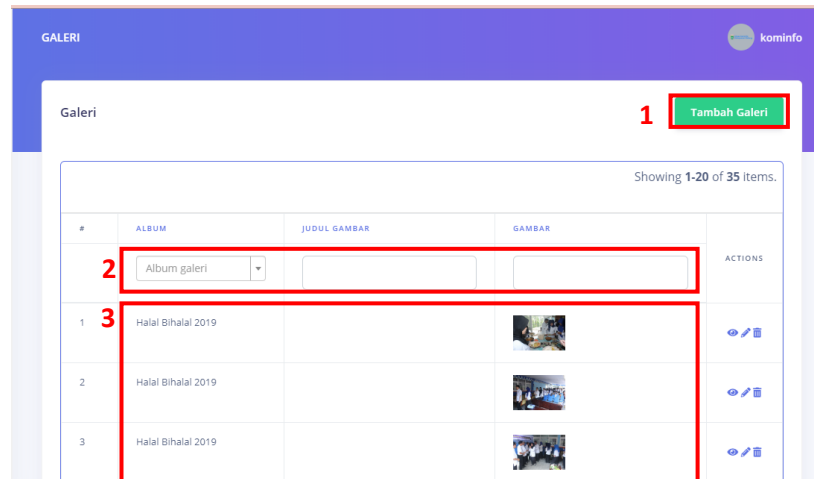 GALERI
kominfo
Galeri
1
Tambah Galeri
Showing 1-20 of 35 items.
# ALBUM JUDUL GAMBAR GAMBAR ACTIONS
2 Album galeri
1 3 Halal Bihalal 2019
2 Halal Bihalal 2019
3 Halal Bihalal 2019